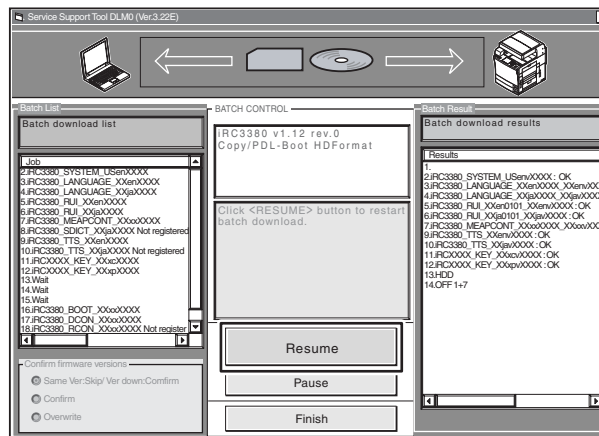 Service Support Tool DLM0 (Ver.3.22E)
Batch List
Batch download list
Job
2.iRC3380_SYSTEM_USenXXXX
3.iRC3380_LANGUAGE_XXenXXXX
4.iRC3380_LANGUAGE_XXjaXXXX
5.iRC3380_RUI_XXenXXXX
6.iRC3380_RUI_XXjaXXXX
7.iRC3380_MEAPCONT_XXxxXXXX
8.iRC3380_SDICT_XXjaXXXX Not registered
9.iRC3380_TTS_XXenXXXX
10.iRC3380_TTS_XXjaXXXX Not registered
11.iRCXXXX_KEY_XXxcXXXX
12.iRCXXXX_KEY_XXxpXXXX
13.Wait
14.Wait
15.Wait
16.iRC3380_BOOT_XXxxXXXX
17.iRC3380_DCON_XXxxXXXX
18.iRC3380_RCON_XXxxXXXX Not register
Confirm firmware versions
Same Ver:Skip/ Ver down:Comfirm
Confirm
Overwrite
BATCH CONTROL
iRC3380 v1.12 rev.0
Copy/PDL-Boot HDFormat
Click <RESUME> button to restart
batch download.
Resume
Pause
Finish
Batch Result
Batch download results
Results
1.
2.iRC3380_SYSTEM_USenvXXXX : OK
3.iRC3380_LANGUAGE_XXenXXXX_XXenvXX
4.iRC3380_LANGUAGE_XXjaXXXX_XXjavXX
5.iRC3380_RUI_XXen0101_XXenvXXXX : OK
6.iRC3380_RUI_XXja0101_XXjavXXXX : OK
7.iRC3380_MEAPCONT_XXxxXXXX_XXxxvXX
9.iRC3380_TTS_XXenvXXXX : OK
10.iRC3380_TTS_XXjavXXXX : OK
11.iRCXXXX_KEY_XXxcvXXXX : OK
12.iRCXXXX_KEY_XXxpvXXXX : OK
13.HDD
14.OFF 1+7